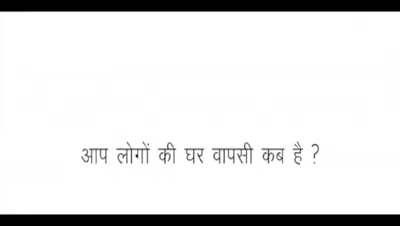 आप लोगों की घर वापसी कब है ?